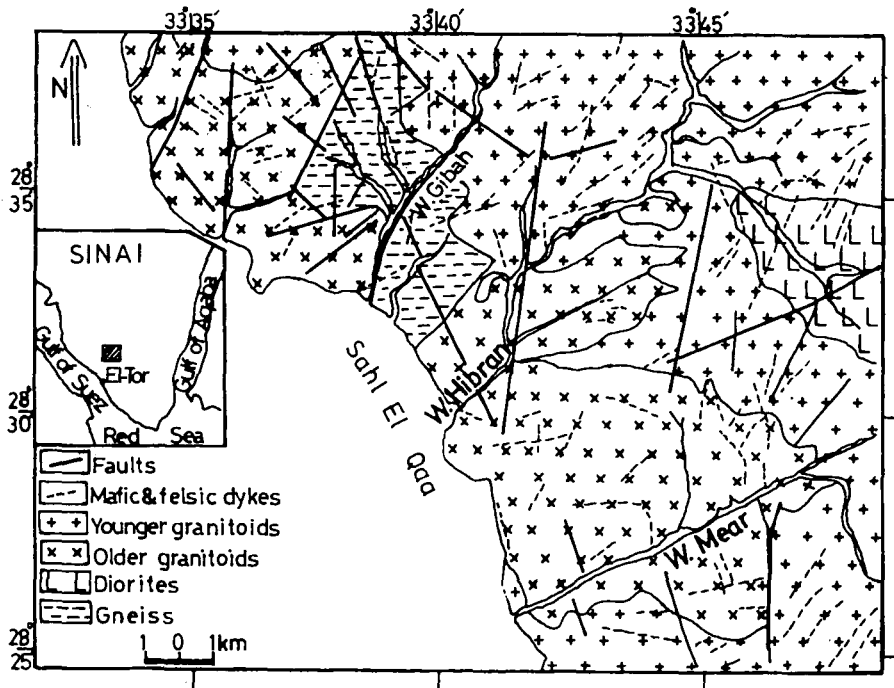 33°35′ 33°40′ 33°45′
N
28°
35′
W. Gibah
SINAI
Gulf of Suez
Gulf of Aqaba
El-Tor
Red Sea
Sahl El Qaa
W. Hibran
28°
30′
W. Mear
Faults
Mafic&felsic dykes
Younger granitoids
Older granitoids
Diorites
Gneiss
28°
25′
1 0 1km